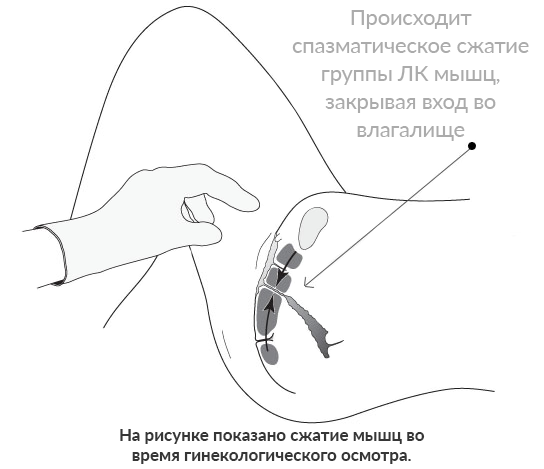 Происходит
спазматическое сжатие
группы ЛК мышц,
закрывая вход во
влагалище
На рисунке показано сжатие мышц во
время гинекологического осмотра.